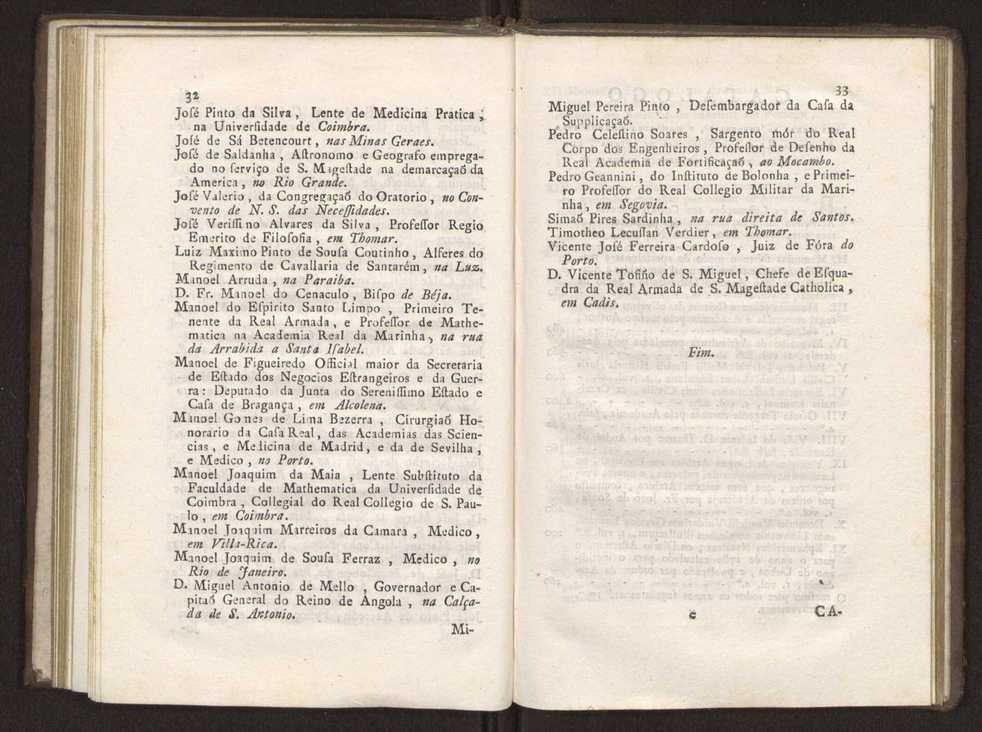 32
José Pinto da Silva, Lente de Medicina Pratica,
na Univerſidade de Coimbra.
Joſé de Sá Betencourt, nas Minas Geraes.
Joſé de Saldanha, Aſtronomo e Geografo emprega-
do no ſerviço de S. Mageſtade na demarcaçaõ da
America, no Rio Grande.
Joſé Valerio, da Congregaçaõ do Oratorio, no Con-
vento de N. S. das Neceſſidades.
Joſé Veriſſimo Alvares da Silva, Profeſſor Regio
Emerito de Filoſofia, em Thomar.
Luiz Maximo Pinto de Souſa Coutinho, Alferes do
Regimento de Cavallaria de Santarém, na Luz.
Manoel Arruda, na Paraiba.
D. Fr. Manoel do Cenaculo, Biſpo de Béja.
Manoel do Eſpirito Santo Limpo, Primeiro Te-
nente da Real Armada, e Profeſſor de Mathe-
matica na Academia Real da Marinha, na rua
da Arrabida a Santa Iſabel.
Manoel de Figueiredo Official maior da Secretaria
de Eſtado dos Negocios Eſtrangeiros e da Guer-
ra: Deputado da Junta do Sereniſſimo Eſtado e
Caſa de Bragança, em Alcolena.
Manoel Gomes de Lima Bezerra, Cirurgiaõ Ho-
norario da Caſa Real, das Academias das Scien-
cias, e Medicina de Madrid, e da de Sevilha,
e Medico, no Porto.
Manoel Joaquim da Maia, Lente Subſtituto da
Faculdade de Mathematica da Univerſidade de
Coimbra, Collegial do Real Collegio de S. Pau-
lo, em Coimbra.
Manoel Joaquim Marreiros da Camara, Medico,
em Villa-Rica.
Manoel Joaquim de Souſa Ferraz, Medico, no
Rio de Janeiro.
D. Miguel Antonio de Mello, Governador e Ca-
pitaõ General do Reino de Angola, na Calça-
da de S. Antonio.
Mi-
33
Miguel Pereira Pinto, Deſembargador da Caſa da
Supplicaçaõ.
Pedro Celeſtino Soares, Sargento mór do Real
Corpo dos Engenheiros, Profeſſor de Deſenho da
Real Academia de Fortificaçaõ, ao Mocambo.
Pedro Geannini, do Inſtituto de Bolonha, e Primei-
ro Profeſſor do Real Collegio Militar da Mari-
nha, em Segovia.
Simaõ Pires Sardinha, na rua direita de Santos.
Timotheo Lecuſſan Verdier, em Thomar.
Vicente Joſé Ferreira Cardoſo, Juiz de Fóra do
Porto.
D. Vicente Tofiño de S. Miguel, Chefe de Eſqua-
dra da Real Armada de S. Mageſtade Catholica,
em Cadis.
Fim.
e CA-